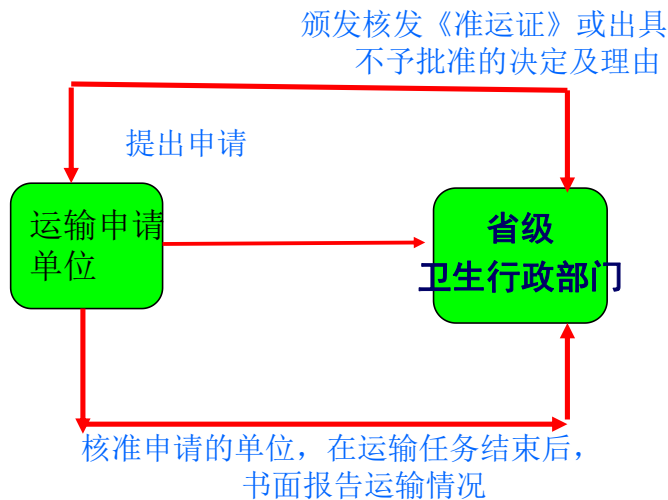 颁发核发《准运证》或出具
不予批准的决定及理由
提出申请
运输申请
单位
省级
卫生行政部门
核准申请的单位，在运输任务结束后，
书面报告运输情况